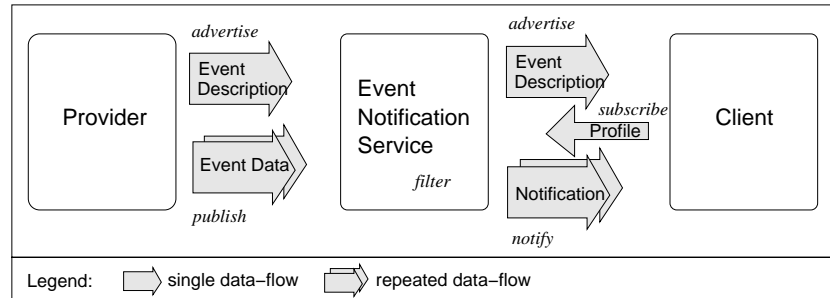 advertise
Event
Description
Provider
Event Data
publish
Event
Notification
Service
filter
advertise
Event
Description
subscribe
Profile
Notification
notify
Client
Legend:
single data-flow
repeated data-flow